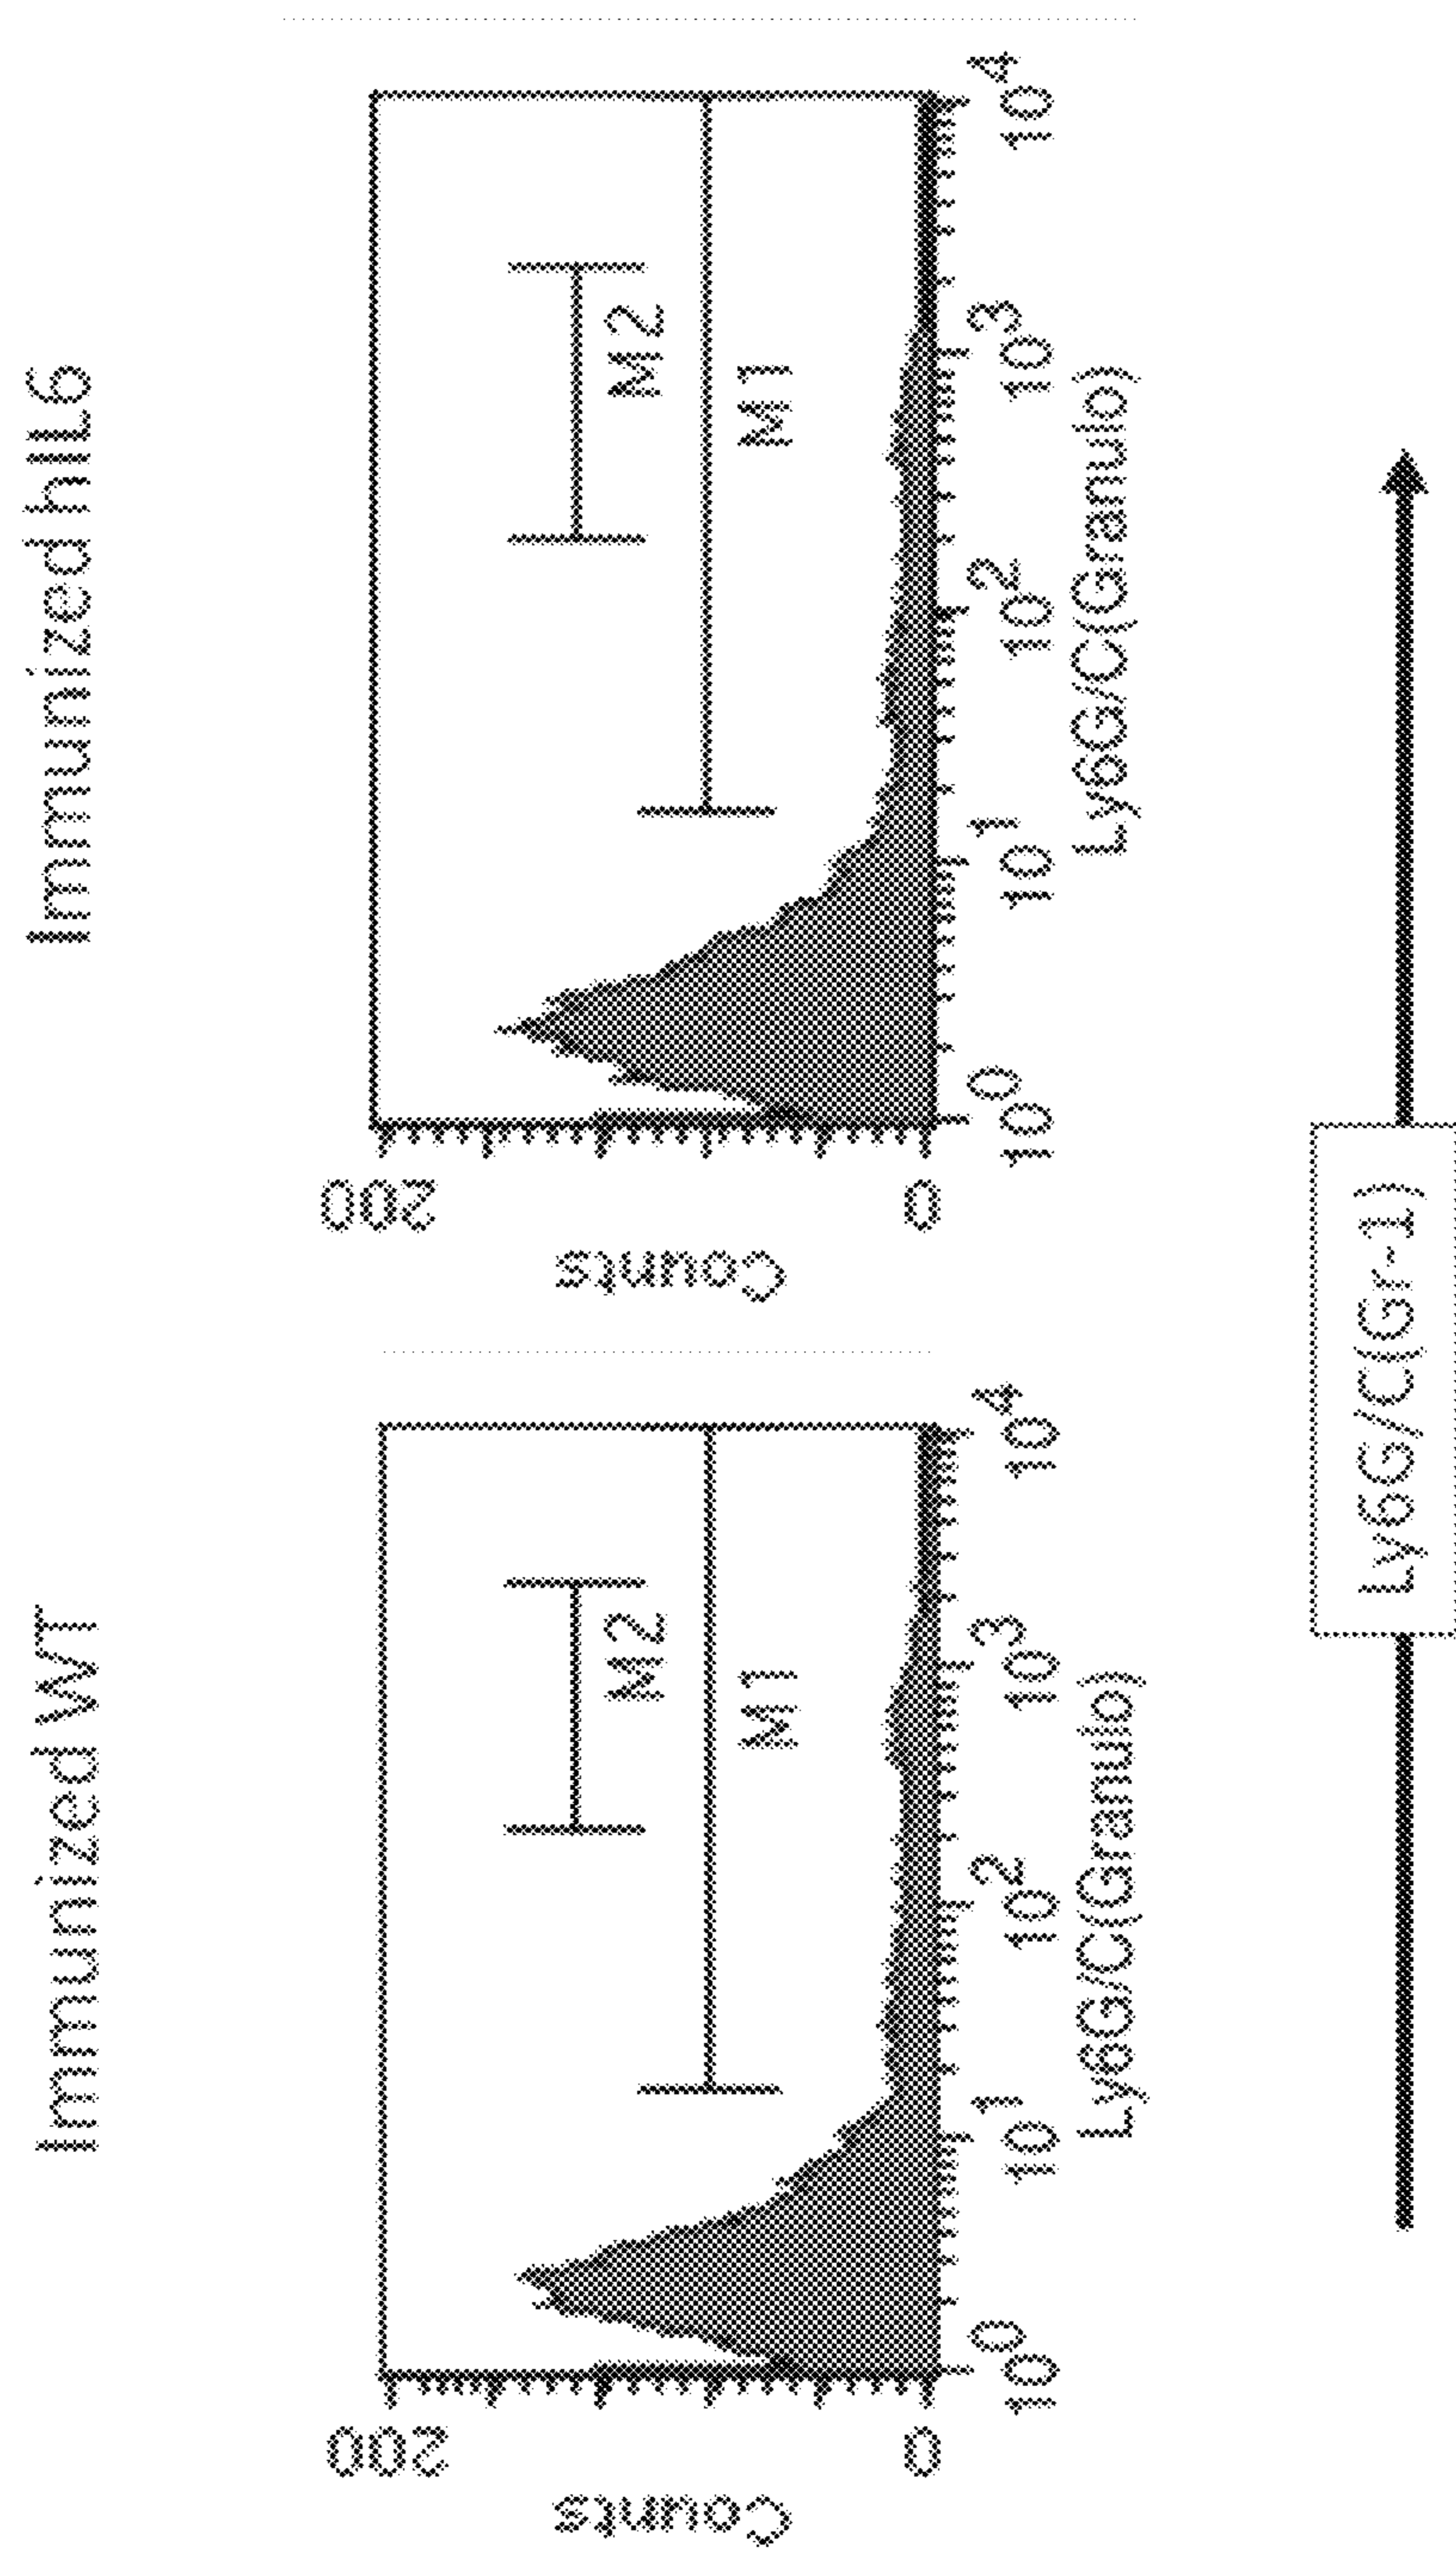 Immunized WT
Counts
200
0
M2
M1
10^0 10^1 10^2 10^3 10^4
Ly6G/C(Granulo)
Immunized hIL6
Counts
200
0
M2
M1
10^0 10^1 10^2 10^3 10^4
Ly6G/C(Granulo)
Ly6G/C(Gr-1)